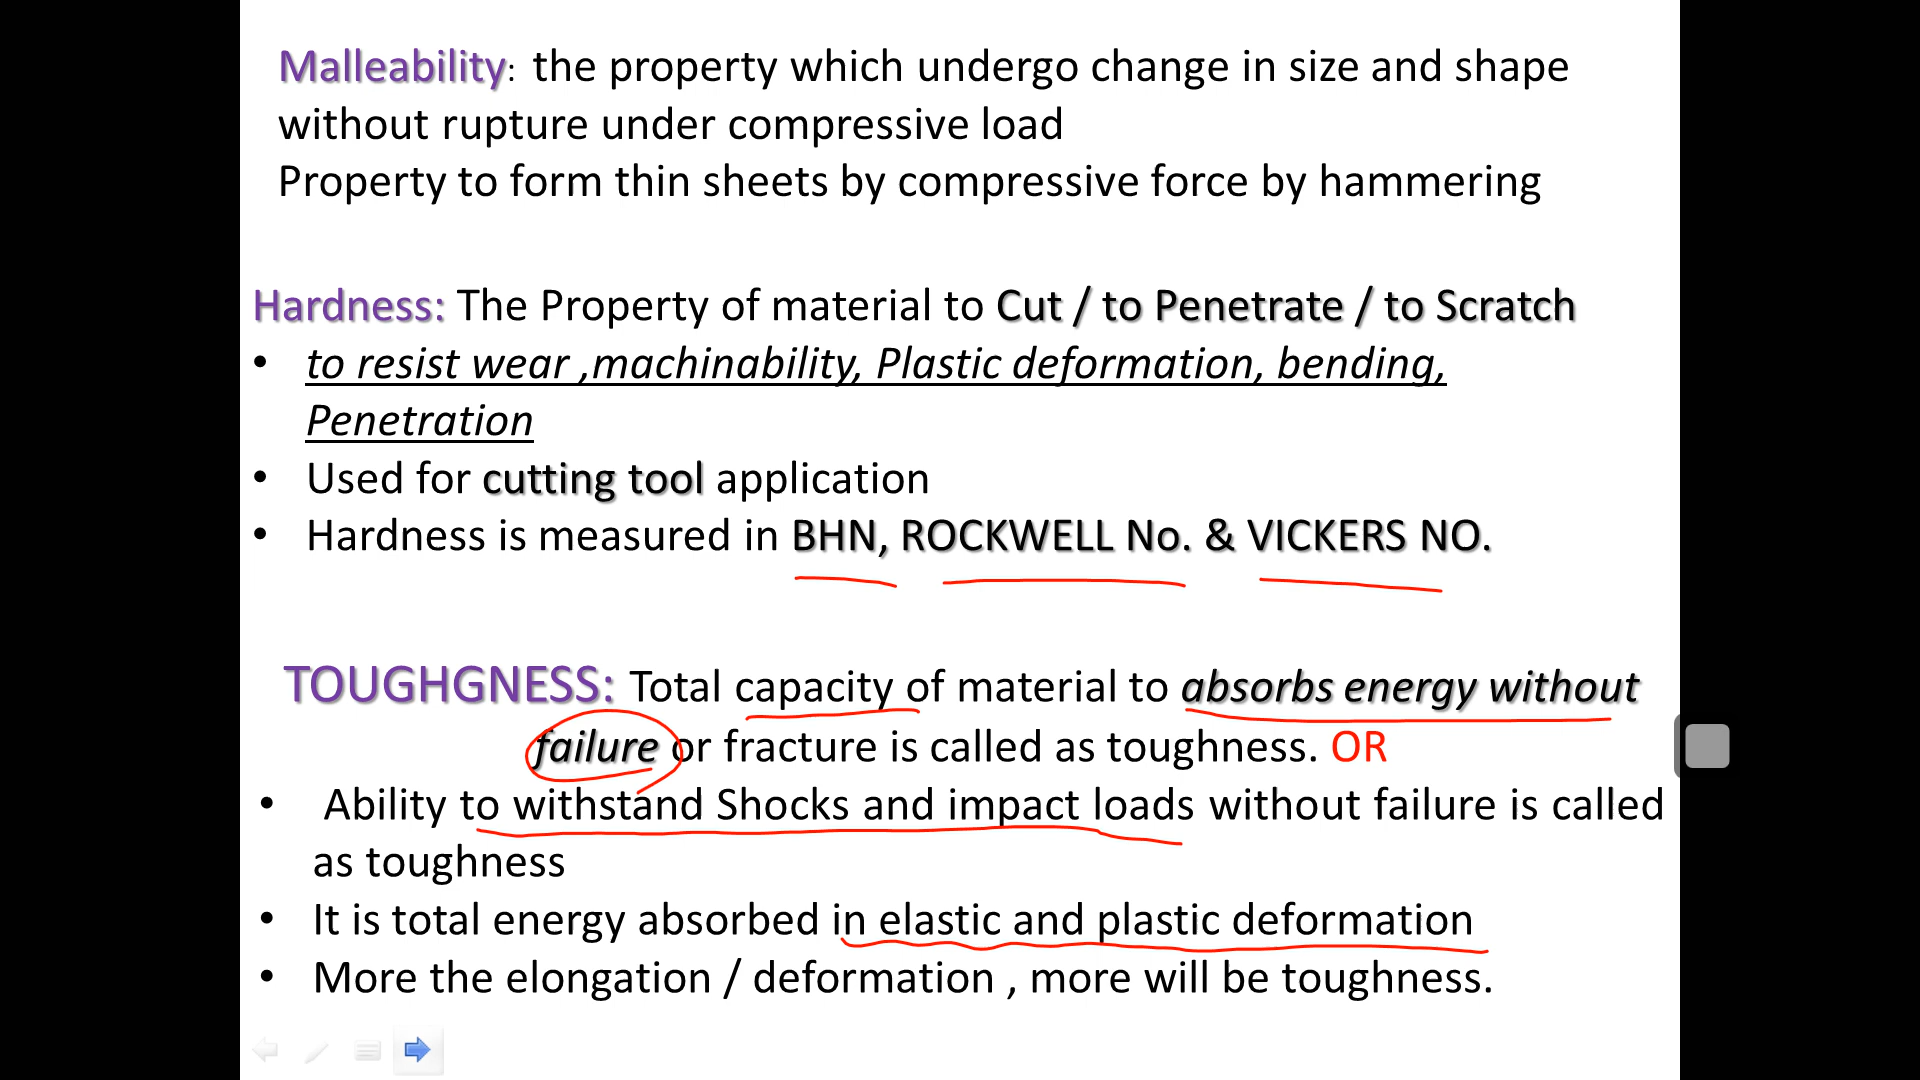 Malleability: the property which undergo change in size and shape
without rupture under compressive load
Property to form thin sheets by compressive force by hammering
Hardness: The Property of material to Cut / to Penetrate / to Scratch
• to resist wear ,machinability, Plastic deformation, bending,
Penetration
• Used for cutting tool application
• Hardness is measured in BHN, ROCKWELL No. & VICKERS NO.
TOUGHGNESS: Total capacity of material to absorbs energy without
failure or fracture is called as toughness. OR
• Ability to withstand Shocks and impact loads without failure is called
as toughness
• It is total energy absorbed in elastic and plastic deformation
• More the elongation / deformation , more will be toughness.